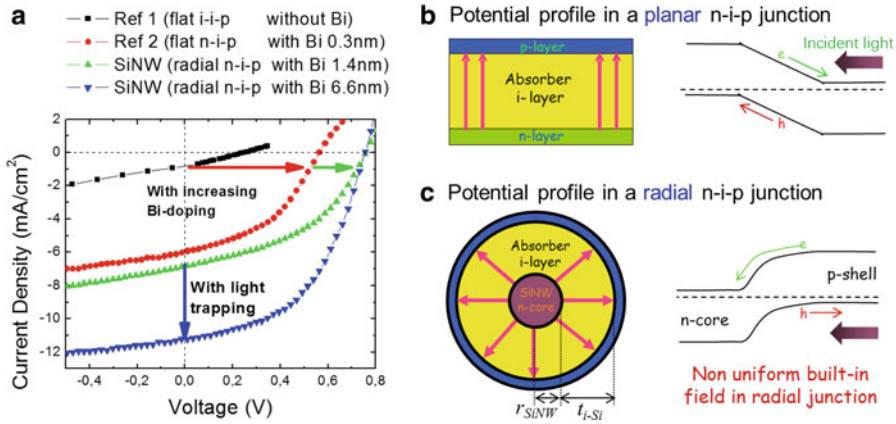 a
Ref 1 (flat i-i-p without Bi)
Ref 2 (flat n-i-p with Bi 0.3nm)
SiNW (radial n-i-p with Bi 1.4nm)
SiNW (radial n-i-p with Bi 6.6nm)
2
0
-2
-4
-6
-8
-10
-12
Current Density (mA/cm²)
With increasing
Bi-doping
With light
trapping
-0,4
-0,2
0,0
0,2
0,4
0,6
0,8
Voltage (V)
b Potential profile in a planar n-i-p junction
p-layer
Absorber
i-layer
n-layer
e
Incident light
h
c Potential profile in a radial n-i-p junction
Absorber
i-layer
SiNW
n-core
r_SiNW
t_i-Si
e
p-shell
n-core
h
Non uniform built-in
field in radial junction